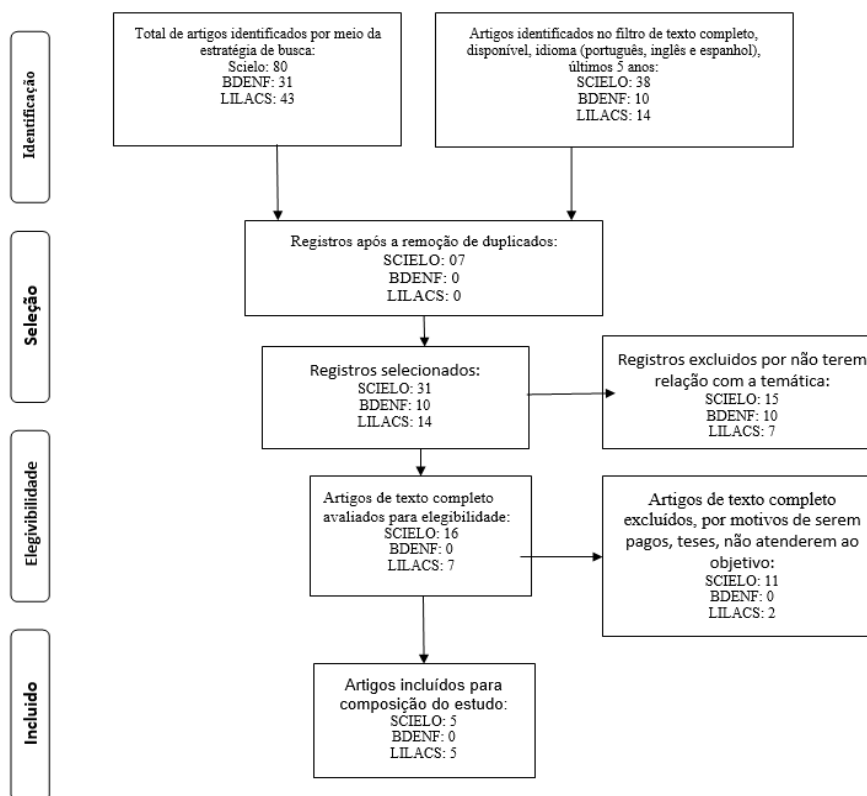 Identificação
Total de artigos identificados por meio da
estratégia de busca:
Scielo: 80
BDENF: 31
LILACS: 43
Artigos identificados no filtro de texto completo,
disponível, idioma (português, inglês e espanhol),
últimos 5 anos:
SCIELO: 38
BDENF: 10
LILACS: 14
Seleção
Registros após a remoção de duplicados:
SCIELO: 07
BDENF: 0
LILACS: 0
Registros selecionados:
SCIELO: 31
BDENF: 10
LILACS: 14
Registros excluidos por não terem
relação com a temática:
SCIELO: 15
BDENF: 10
LILACS: 7
Elegivibilidade
Artigos de texto completo
avaliados para elegibilidade:
SCIELO: 16
BDENF: 0
LILACS: 7
Artigos de texto completo
excluídos, por motivos de serem
pagos, teses, não atenderem ao
objetivo:
SCIELO: 11
BDENF: 0
LILACS: 2
Incluído
Artigos incluídos para
composição do estudo:
SCIELO: 5
BDENF: 0
LILACS: 5